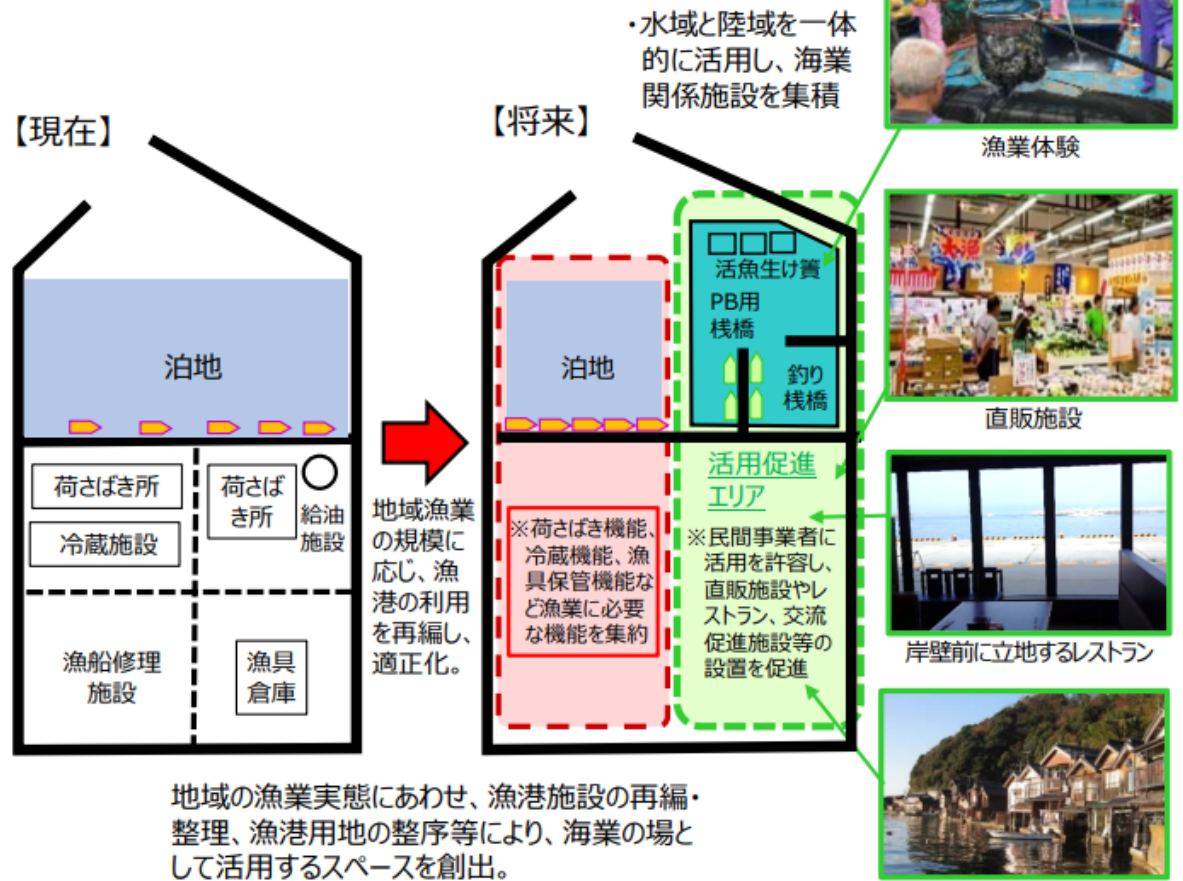 ・水域と陸域を一体
的に活用し、海業
関係施設を集積
【現在】
泊地
荷さばき所
冷蔵施設
荷さば
き所
給油
施設
漁船修理
施設
漁具
倉庫
地域漁業
の規模に
応じ、漁
港の利用
を再編し、
適正化。
【将来】
泊地
※荷さばき機能、
冷蔵機能、漁
具保管機能な
ど漁業に必要
な機能を集約
活魚生け簀
PB用
桟橋
釣り
桟橋
活用促進
エリア
※民間事業者に
活用を許容し、
直販施設やレ
ストラン、交流
促進施設等の
設置を促進
漁業体験
直販施設
岸壁前に立地するレストラン
地域の漁業実態にあわせ、漁港施設の再編・
整理、漁港用地の整序等により、海業の場と
して活用するスペースを創出。